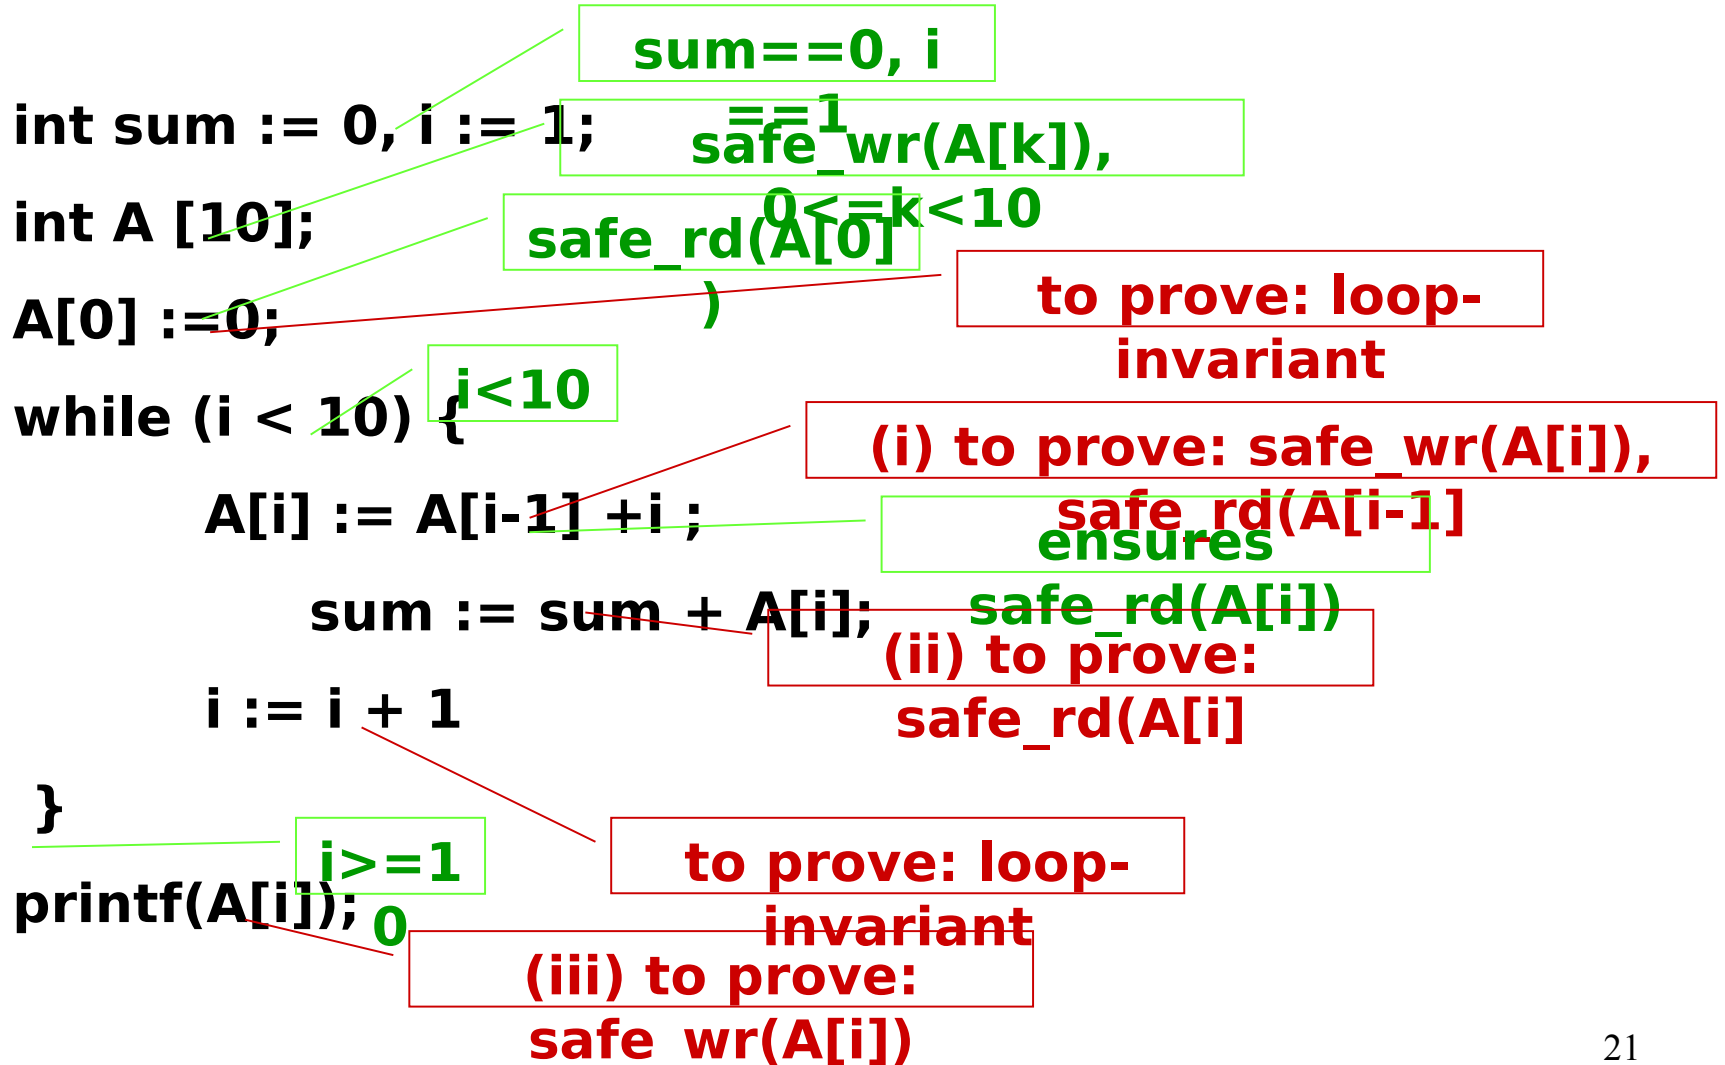 sum==0, i
==1
int sum := 0, i := 1;
safe_wr(A[k]),
0<=k<10
int A [10];
safe_rd(A[0]
)
A[0] :=0;
to prove: loop-
invariant
i<10
while (i < 10) {
(i) to prove: safe_wr(A[i]),
safe_rd(A[i-1]
A[i] := A[i-1] +i ;
ensures
safe_rd(A[i])
sum := sum + A[i];
(ii) to prove:
safe_rd(A[i]
i := i + 1
}
i>=1
0
to prove: loop-
invariant
printf(A[i]);
(iii) to prove:
safe_wr(A[i])
21